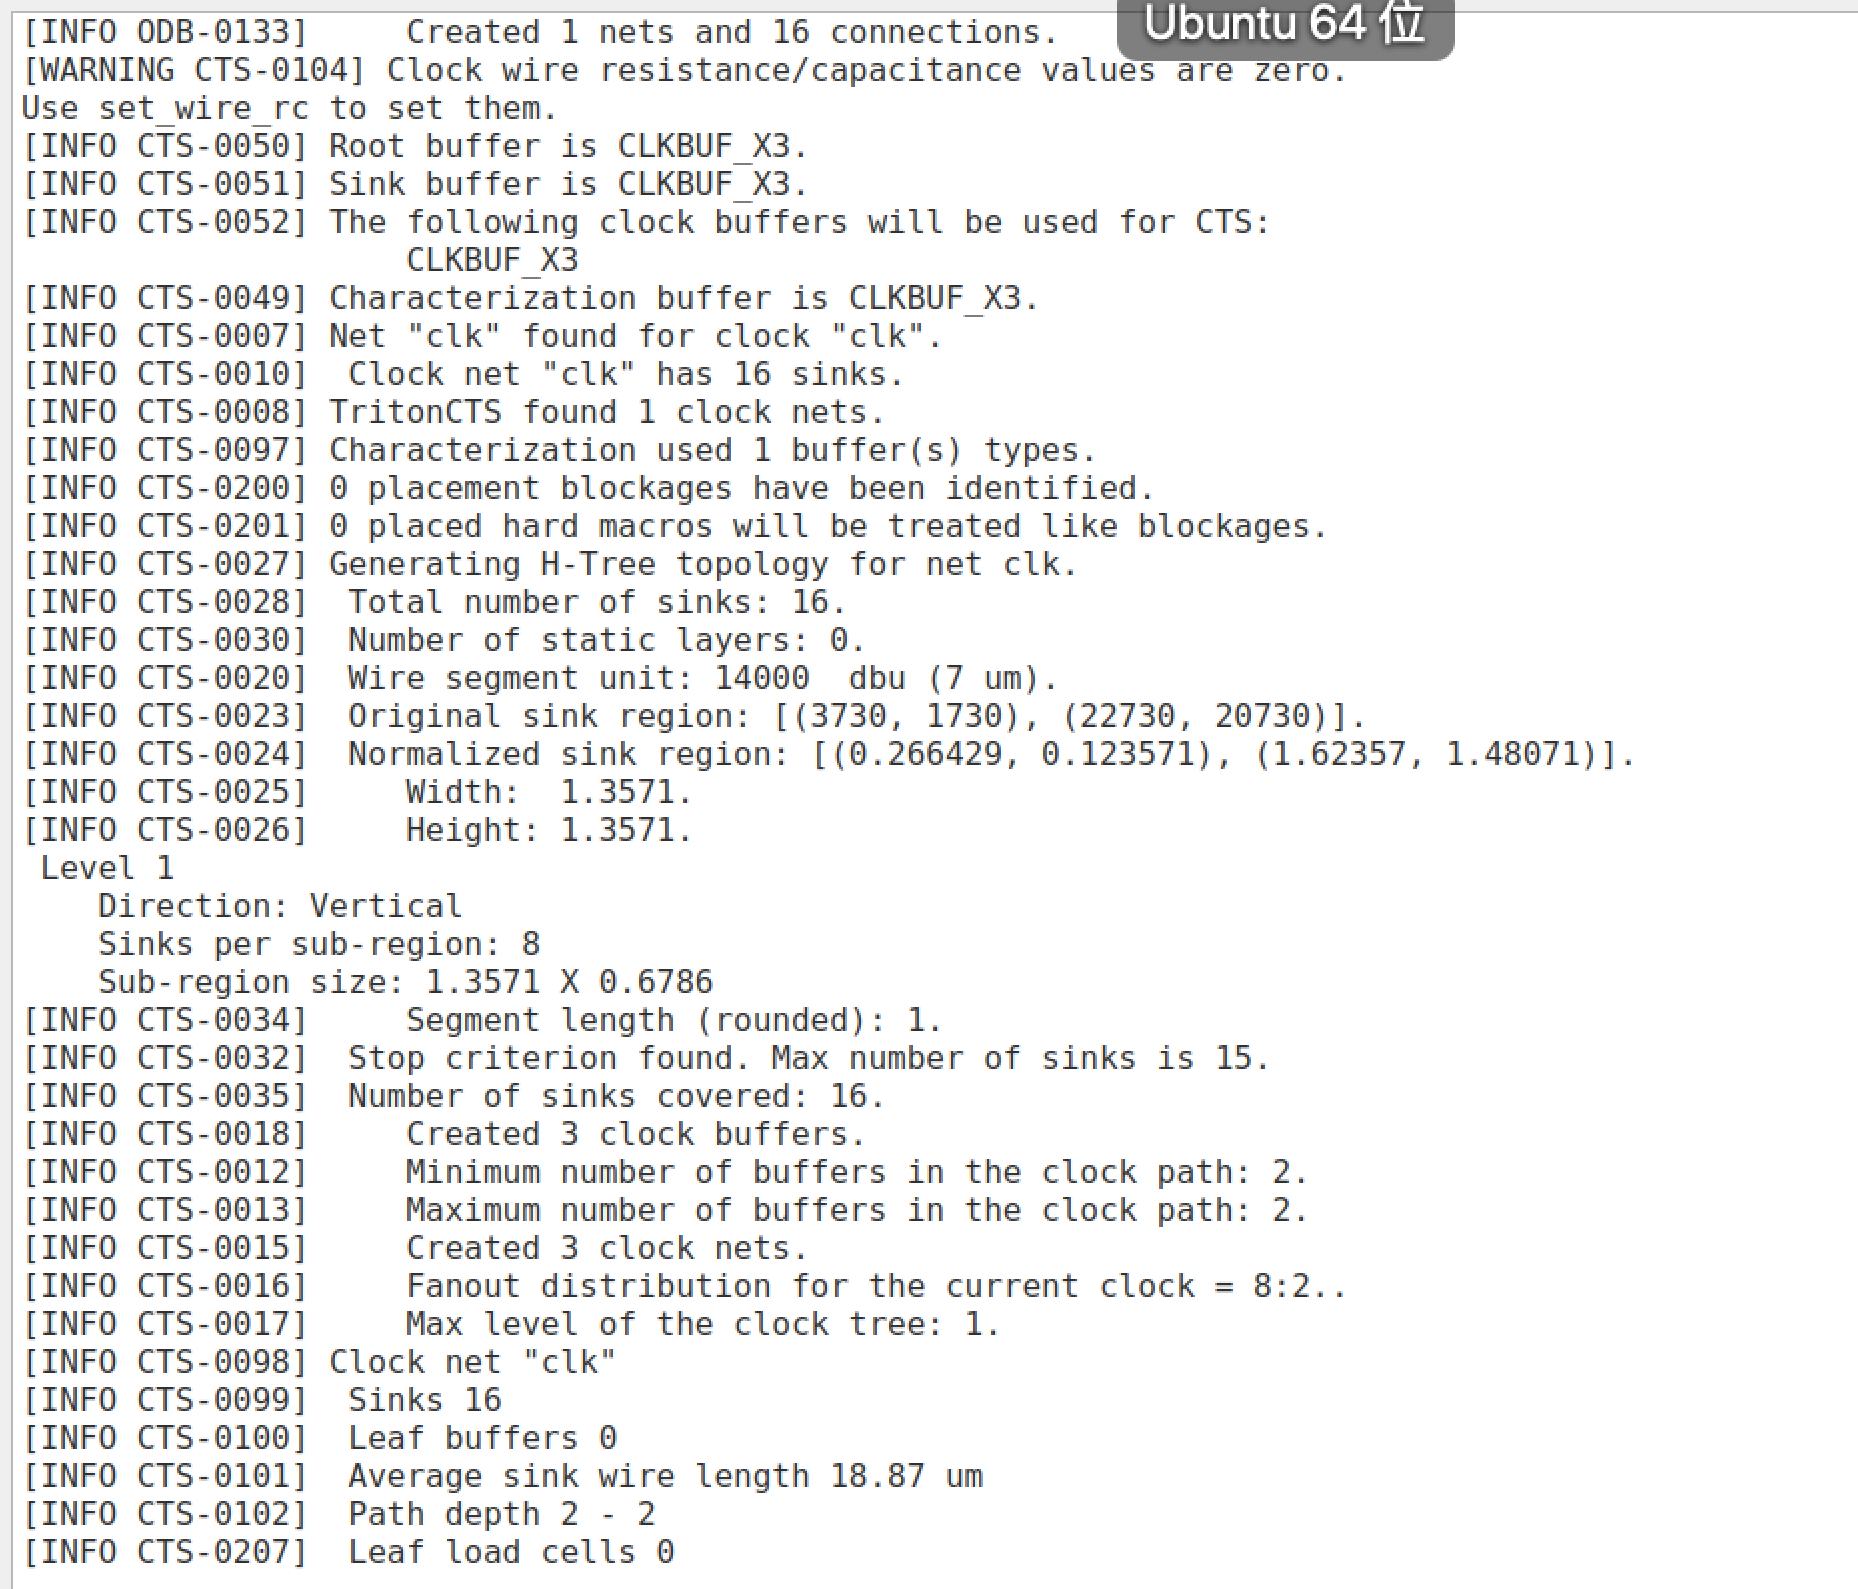 [INFO ODB-0133]     Created 1 nets and 16 connections.
Ubuntu 64 位
[WARNING CTS-0104] Clock wire resistance/capacitance values are zero.
Use set_wire_rc to set them.
[INFO CTS-0050] Root buffer is CLKBUF_X3.
[INFO CTS-0051] Sink buffer is CLKBUF_X3.
[INFO CTS-0052] The following clock buffers will be used for CTS:
                    CLKBUF_X3
[INFO CTS-0049] Characterization buffer is CLKBUF_X3.
[INFO CTS-0007] Net "clk" found for clock "clk".
[INFO CTS-0010]  Clock net "clk" has 16 sinks.
[INFO CTS-0008] TritonCTS found 1 clock nets.
[INFO CTS-0097] Characterization used 1 buffer(s) types.
[INFO CTS-0200] 0 placement blockages have been identified.
[INFO CTS-0201] 0 placed hard macros will be treated like blockages.
[INFO CTS-0027] Generating H-Tree topology for net clk.
[INFO CTS-0028]  Total number of sinks: 16.
[INFO CTS-0030]  Number of static layers: 0.
[INFO CTS-0020]  Wire segment unit: 14000  dbu (7 um).
[INFO CTS-0023]  Original sink region: [(3730, 1730), (22730, 20730)].
[INFO CTS-0024]  Normalized sink region: [(0.266429, 0.123571), (1.62357, 1.48071)].
[INFO CTS-0025]     Width:  1.3571.
[INFO CTS-0026]     Height: 1.3571.
 Level 1
    Direction: Vertical
    Sinks per sub-region: 8
    Sub-region size: 1.3571 X 0.6786
[INFO CTS-0034]     Segment length (rounded): 1.
[INFO CTS-0032]  Stop criterion found. Max number of sinks is 15.
[INFO CTS-0035]  Number of sinks covered: 16.
[INFO CTS-0018]     Created 3 clock buffers.
[INFO CTS-0012]     Minimum number of buffers in the clock path: 2.
[INFO CTS-0013]     Maximum number of buffers in the clock path: 2.
[INFO CTS-0015]     Created 3 clock nets.
[INFO CTS-0016]     Fanout distribution for the current clock = 8:2..
[INFO CTS-0017]     Max level of the clock tree: 1.
[INFO CTS-0098] Clock net "clk"
[INFO CTS-0099]  Sinks 16
[INFO CTS-0100]  Leaf buffers 0
[INFO CTS-0101]  Average sink wire length 18.87 um
[INFO CTS-0102]  Path depth 2 - 2
[INFO CTS-0207]  Leaf load cells 0